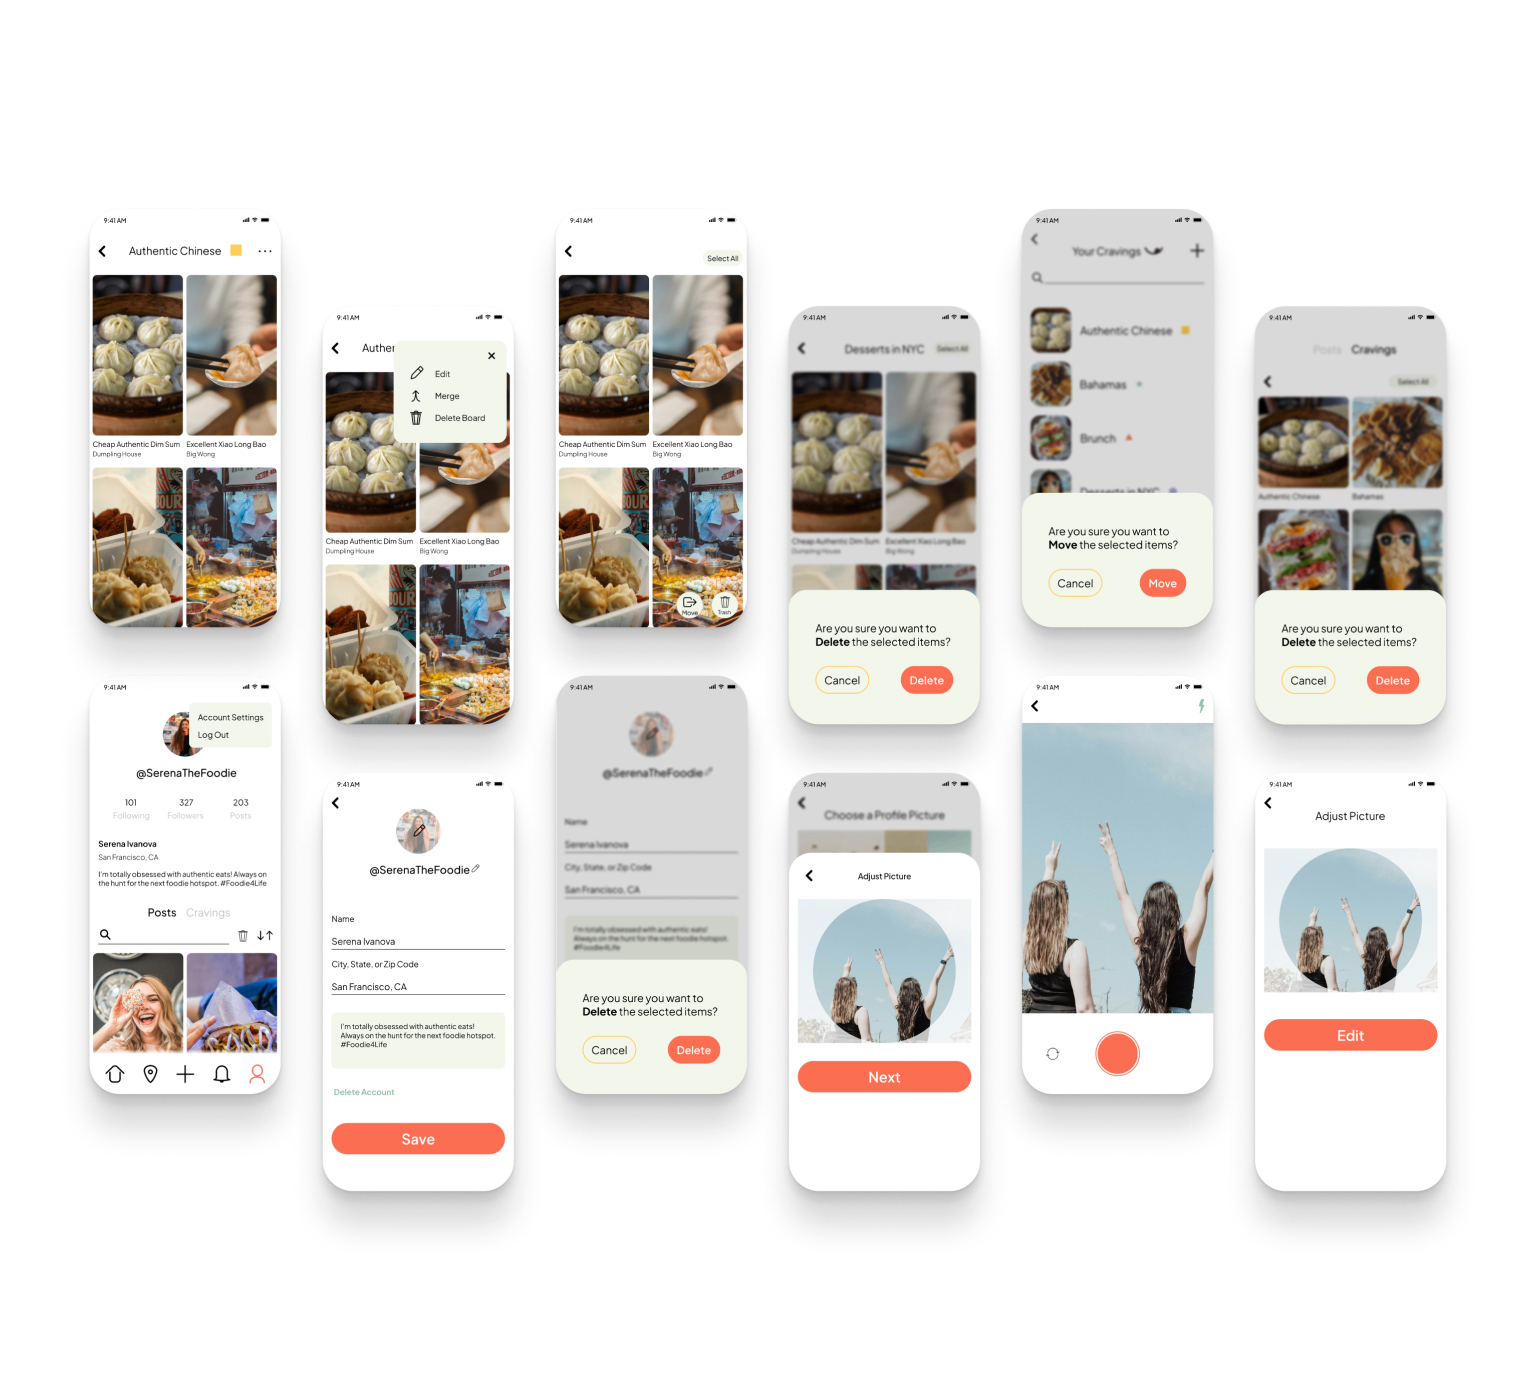 9:41 AM
Authentic Chinese
Cheap Authentic Dim Sum
Dumpling House
Excellent Xiao Long Bao
Big Wong
9:41 AM
Auther
Edit
Merge
Delete Board
Cheap Authentic Dim Sum
Dumpling House
Excellent Xiao Long Bao
Big Wong
9:41 AM
Select All
Cheap Authentic Dim Sum
Dumpling House
Excellent Xiao Long Bao
Big Wong
Move
Trash
9:41 AM
Desserts in NYC
Select All
Cheap Authentic Dim Sum
Dumpling House
Excellent Xiao Long Bao
Big Wong
Are you sure you want to
Delete the selected items?
Cancel
Delete
9:41 AM
Your Cravings
Authentic Chinese
Bahamas
Brunch
Desserts in NYC
Are you sure you want to
Move the selected items?
Cancel
Move
9:41 AM
Posts Cravings
Select All
Authentic Chinese
Bahamas
Are you sure you want to
Delete the selected items?
Cancel
Delete
9:41 AM
Account Settings
Log Out
@SerenaTheFoodie
101 327 203
Following Followers Posts
Serena Ivanova
San Francisco, CA
I'm totally obsessed with authentic eats! Always on
the hunt for the next foodie hotspot. #Foodie4Life
Posts Cravings
9:41 AM
@SerenaTheFoodie
Name
Serena Ivanova
City, State, or Zip Code
San Francisco, CA
I'm totally obsessed with authentic eats!
Always on the hunt for the next foodie hotspot.
#Foodie4Life
Delete Account
Save
9:41 AM
@SerenaTheFoodie
Name
Serena Ivanova
City, State, or Zip Code
San Francisco, CA
I'm totally obsessed with authentic eats!
Always on the hunt for the next foodie hotspot.
#Foodie4Life
Are you sure you want to
Delete the selected items?
Cancel
Delete
9:41 AM
Choose a Profile Picture
Adjust Picture
Next
9:41 AM
9:41 AM
Adjust Picture
Edit